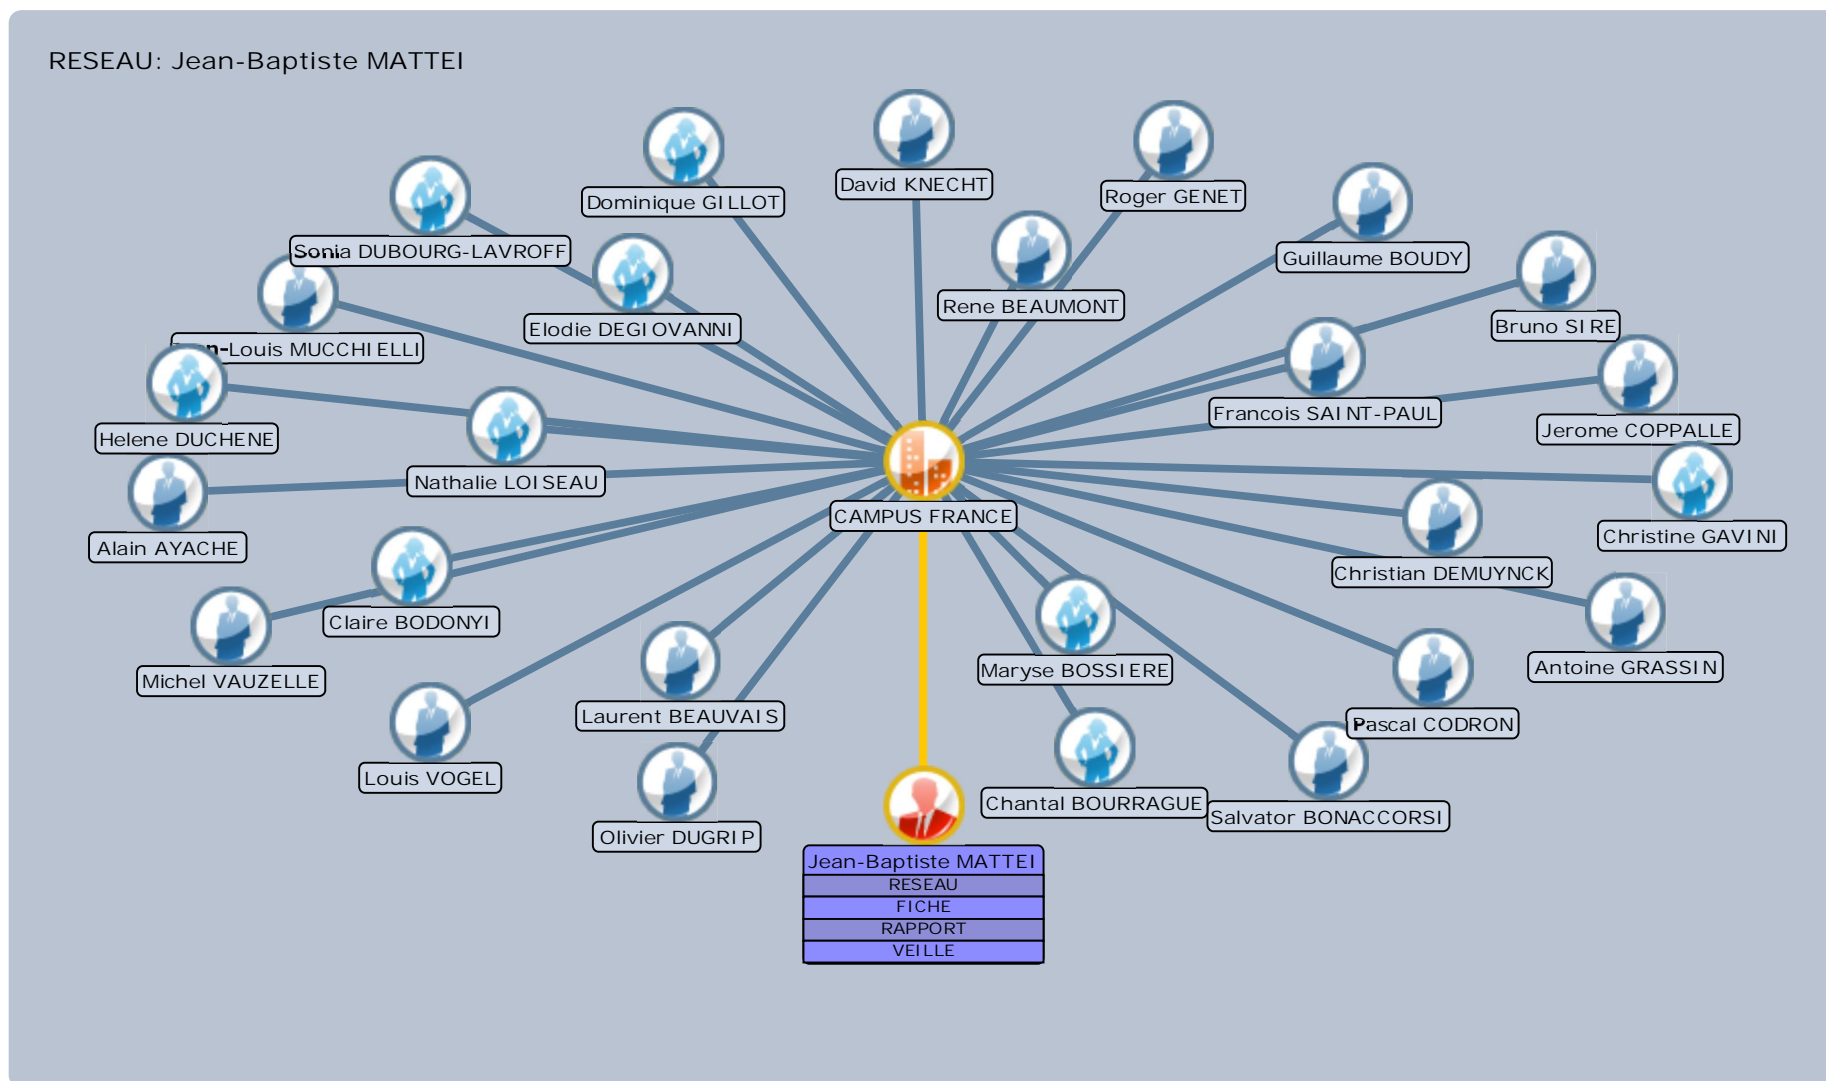 RESEAU: Jean-Baptiste MATTEI
David KNECHT
Roger GENET
Dominique GILLOT
Sonia DUBOURG-LAVROFF
Guillaume BOUDY
Rene BEAUMONT
Elodie DEGIOVANNI
Bruno SIRE
-Louis MUCCHIELLI
Francois SAINT-PAUL
Jerome COPPALLE
Helene DUCHENE
Nathalie LOISEAU
CAMPUS FRANCE
Christine GAVINI
Alain AYACHE
Christian DEMUYNCK
Claire BODONYI
Antoine GRASSIN
Maryse BOSSIERE
Michel VAUZELLE
Laurent BEAUVAIS
Pascal CODRON
Louis VOGEL
Chantal BOURRAGUE
Salvator BONACCORSI
Olivier DUGRIP
Jean-Baptiste MATTEI
RESEAU
FICHE
RAPPORT
VEILLE